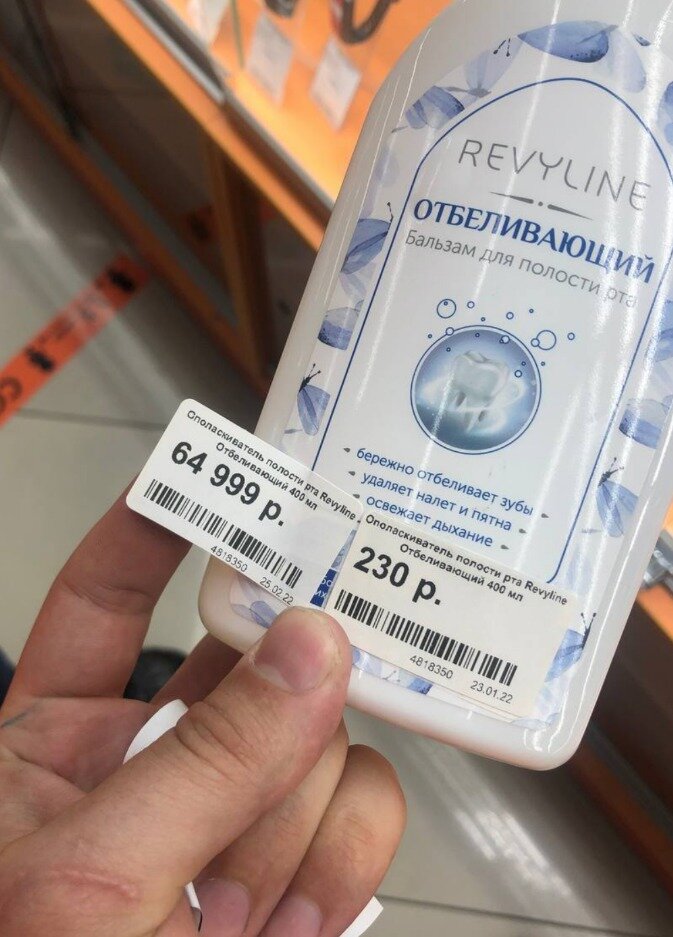 REVYLINE
ОТБЕЛИВАЮЩИЙ
Бальзам для полости рта
бережно отбеливает зубы
удаляет налет и пятна
освежает дыхание
Ополаскиватель полости рта Revyline
Отбеливающий 400 мл
64 999 р.
4818350 25.02.22
Ополаскиватель полости рта Revyline
Отбеливающий 400 мл
230 р.
4818350 23.01.22